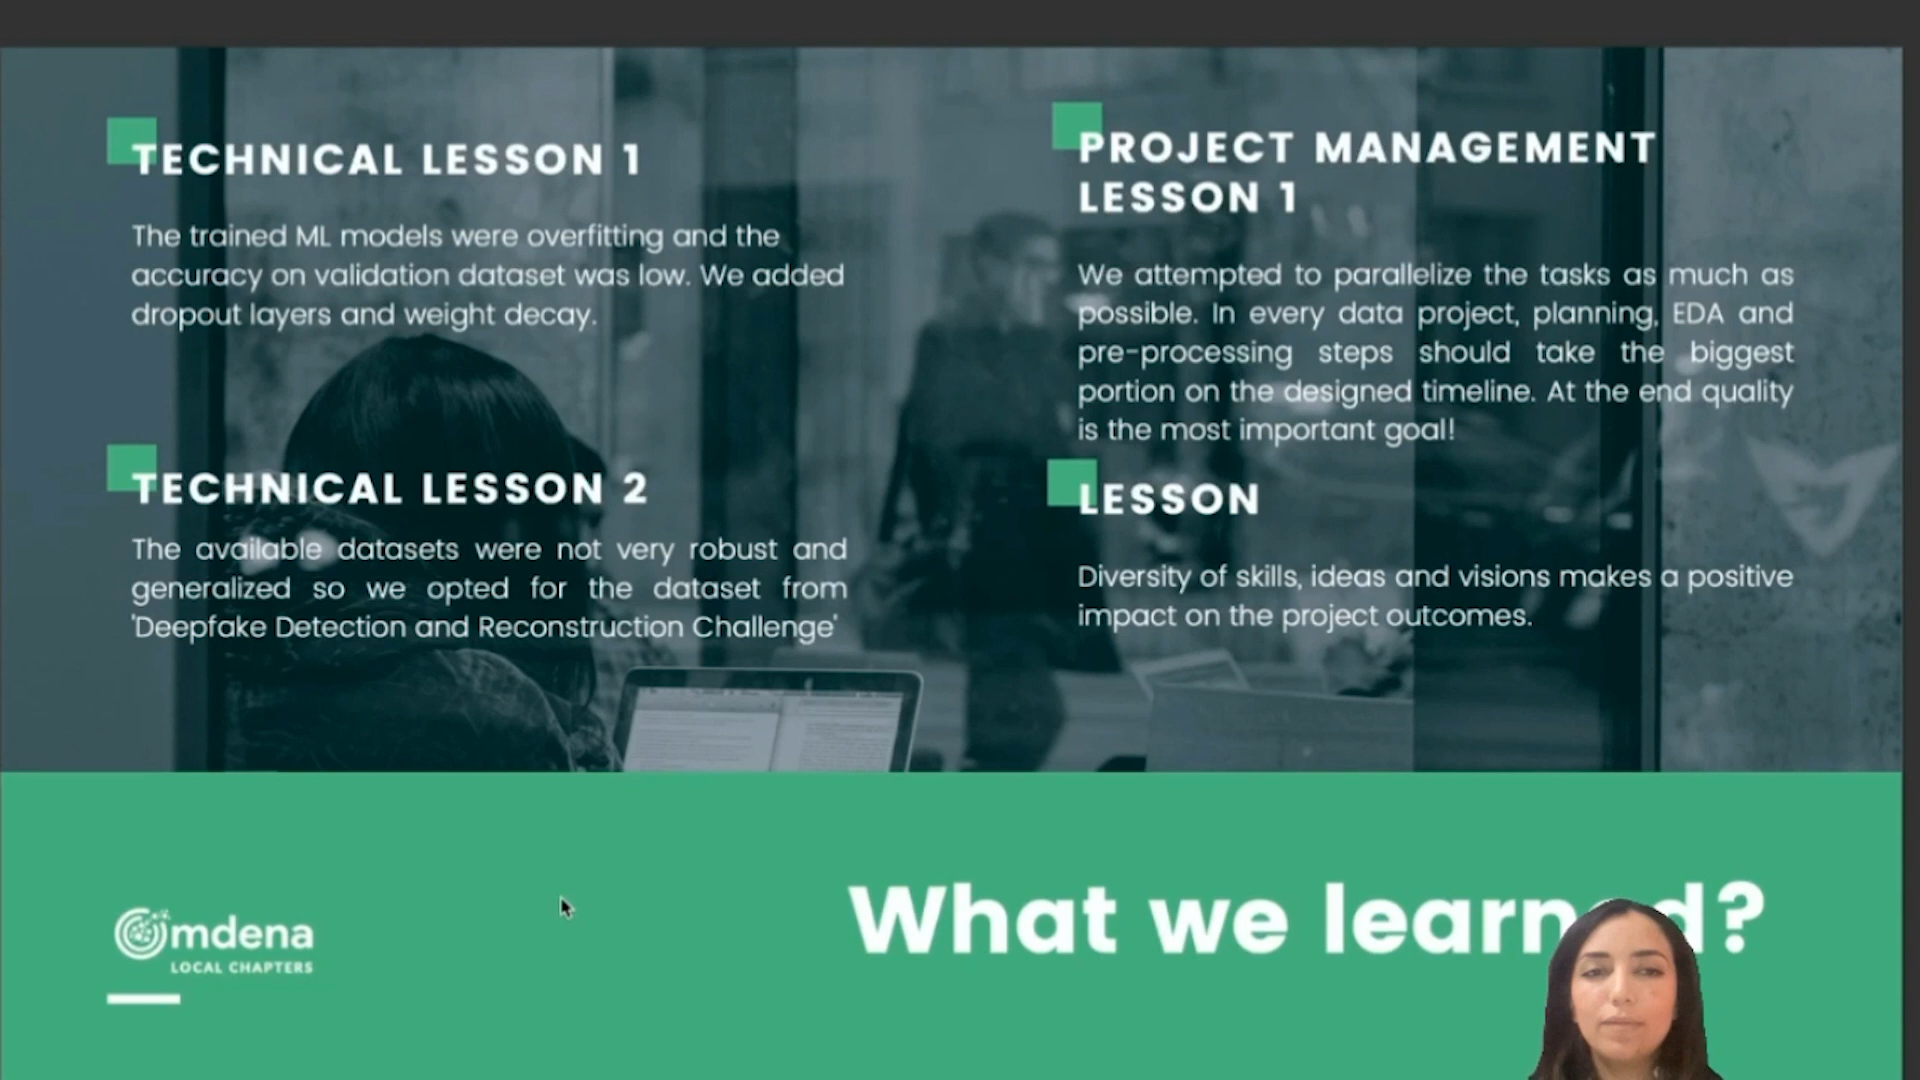 TECHNICAL LESSON 1
The trained ML models were overfitting and the
accuracy on validation dataset was low. We added
dropout layers and weight decay.
TECHNICAL LESSON 2
The available datasets were not very robust and
generalized so we opted for the dataset from
'Deepfake Detection and Reconstruction Challenge'
PROJECT MANAGEMENT
LESSON 1
We attempted to parallelize the tasks as much as
possible. In every data project, planning, EDA and
pre-processing steps should take the biggest
portion on the designed timeline. At the end quality
is the most important goal!
LESSON
Diversity of skills, ideas and visions makes a positive
impact on the project outcomes.
What we learned?
Omdena
LOCAL CHAPTERS